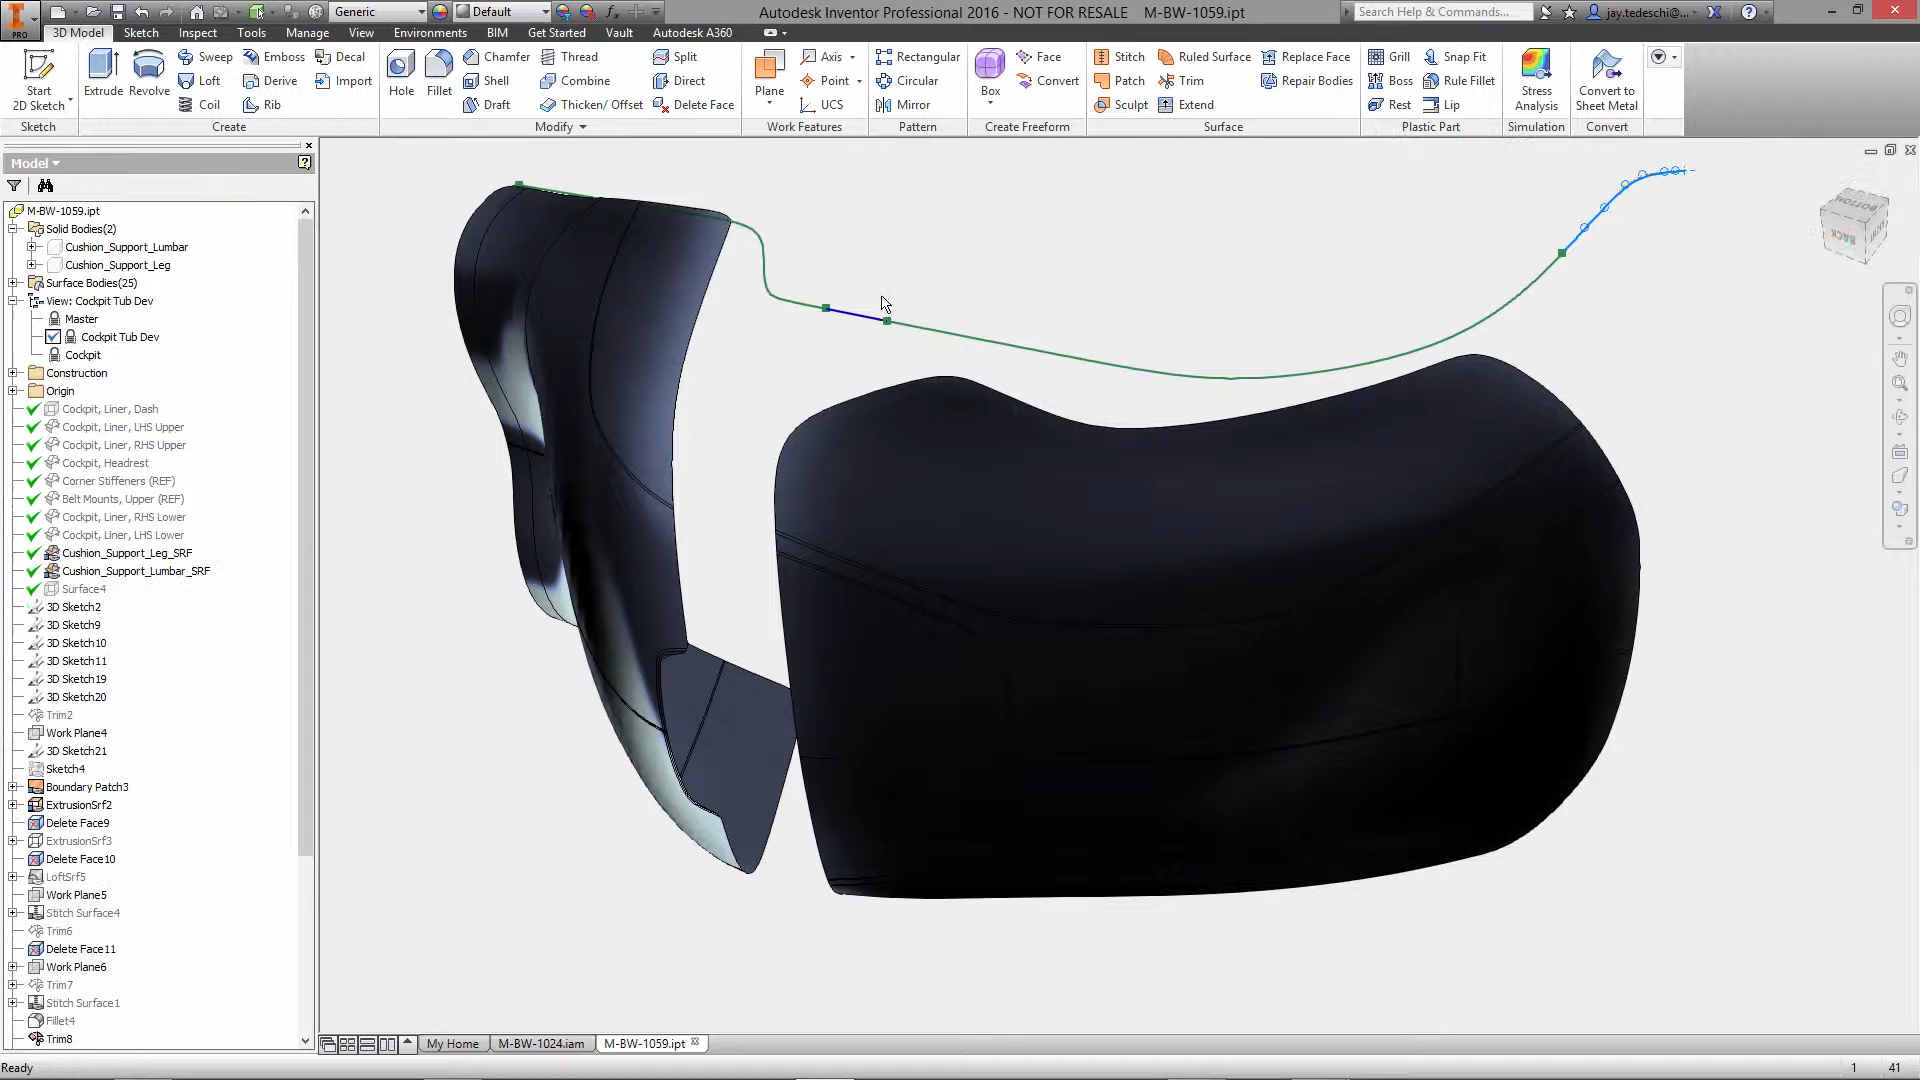 PRO
Generic
Default
fx
Autodesk Inventor Professional 2016 - NOT FOR RESALE M-BW-1059.ipt
Search Help & Commands...
jay.tedeschi@...
3D Model Sketch Inspect Tools Manage View Environments BIM Get Started Vault Autodesk A360
Start
2D Sketch
Sketch
Extrude
Revolve
Sweep
Loft
Coil
Emboss
Derive
Rib
Decal
Import
Create
Hole
Fillet
Chamfer
Shell
Draft
Thread
Combine
Thicken/ Offset
Split
Direct
Delete Face
Modify
Plane
Axis
Point
UCS
Work Features
Rectangular
Circular
Mirror
Pattern
Box
Face
Convert
Create Freeform
Stitch
Patch
Sculpt
Ruled Surface
Trim
Extend
Replace Face
Repair Bodies
Surface
Grill
Boss
Rest
Snap Fit
Rule Fillet
Lip
Plastic Part
Stress
Analysis
Simulation
Convert to
Sheet Metal
Convert
Model
M-BW-1059.ipt
Solid Bodies(2)
Cushion_Support_Lumbar
Cushion_Support_Leg
Surface Bodies(25)
View: Cockpit Tub Dev
Master
Cockpit Tub Dev
Cockpit
Construction
Origin
Cockpit, Liner, Dash
Cockpit, Liner, LHS Upper
Cockpit, Liner, RHS Upper
Cockpit, Headrest
Corner Stiffeners (REF)
Belt Mounts, Upper (REF)
Cockpit, Liner, RHS Lower
Cockpit, Liner, LHS Lower
Cushion_Support_Leg_SRF
Cushion_Support_Lumbar_SRF
Surface4
3D Sketch2
3D Sketch9
3D Sketch10
3D Sketch11
3D Sketch19
3D Sketch20
Trim2
Work Plane4
3D Sketch21
Sketch4
Boundary Patch3
ExtrusionSrf2
Delete Face9
ExtrusionSrf3
Delete Face10
LoftSrf5
Work Plane5
Stitch Surface4
Trim6
Delete Face11
Work Plane6
Trim7
Stitch Surface1
Fillet4
Trim8
BOTTOM
BACK
My Home
M-BW-1024.iam
M-BW-1059.ipt
Ready
1
41